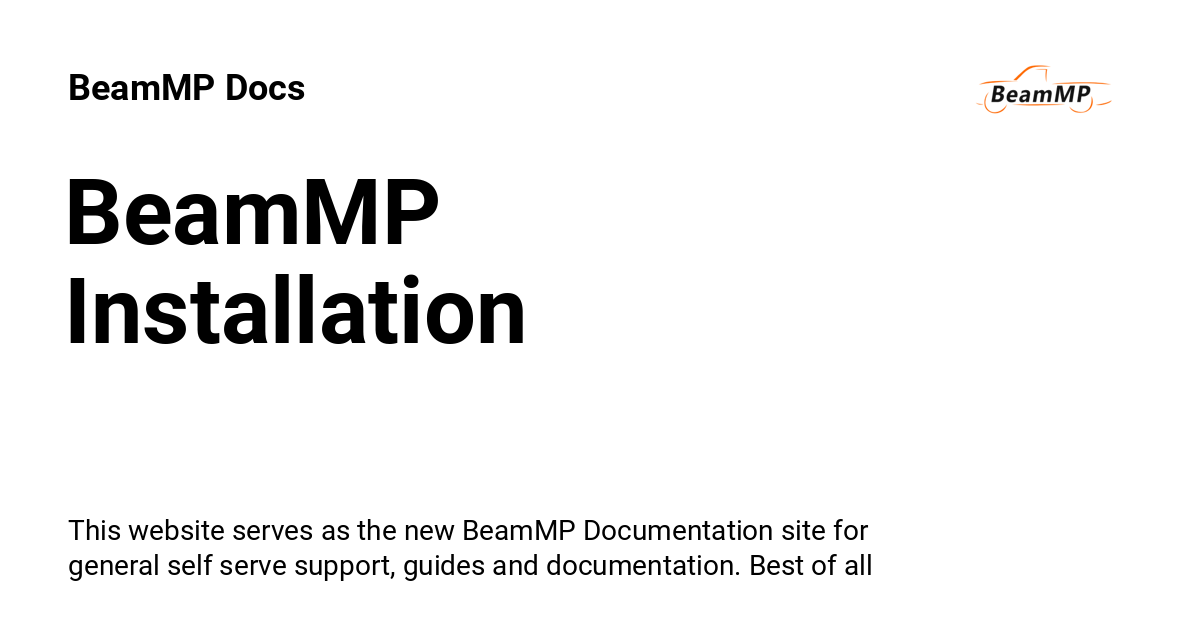 BeamMP Docs
BeamMP
BeamMP
Installation
This website serves as the new BeamMP Documentation site for
general self serve support, guides and documentation. Best of all